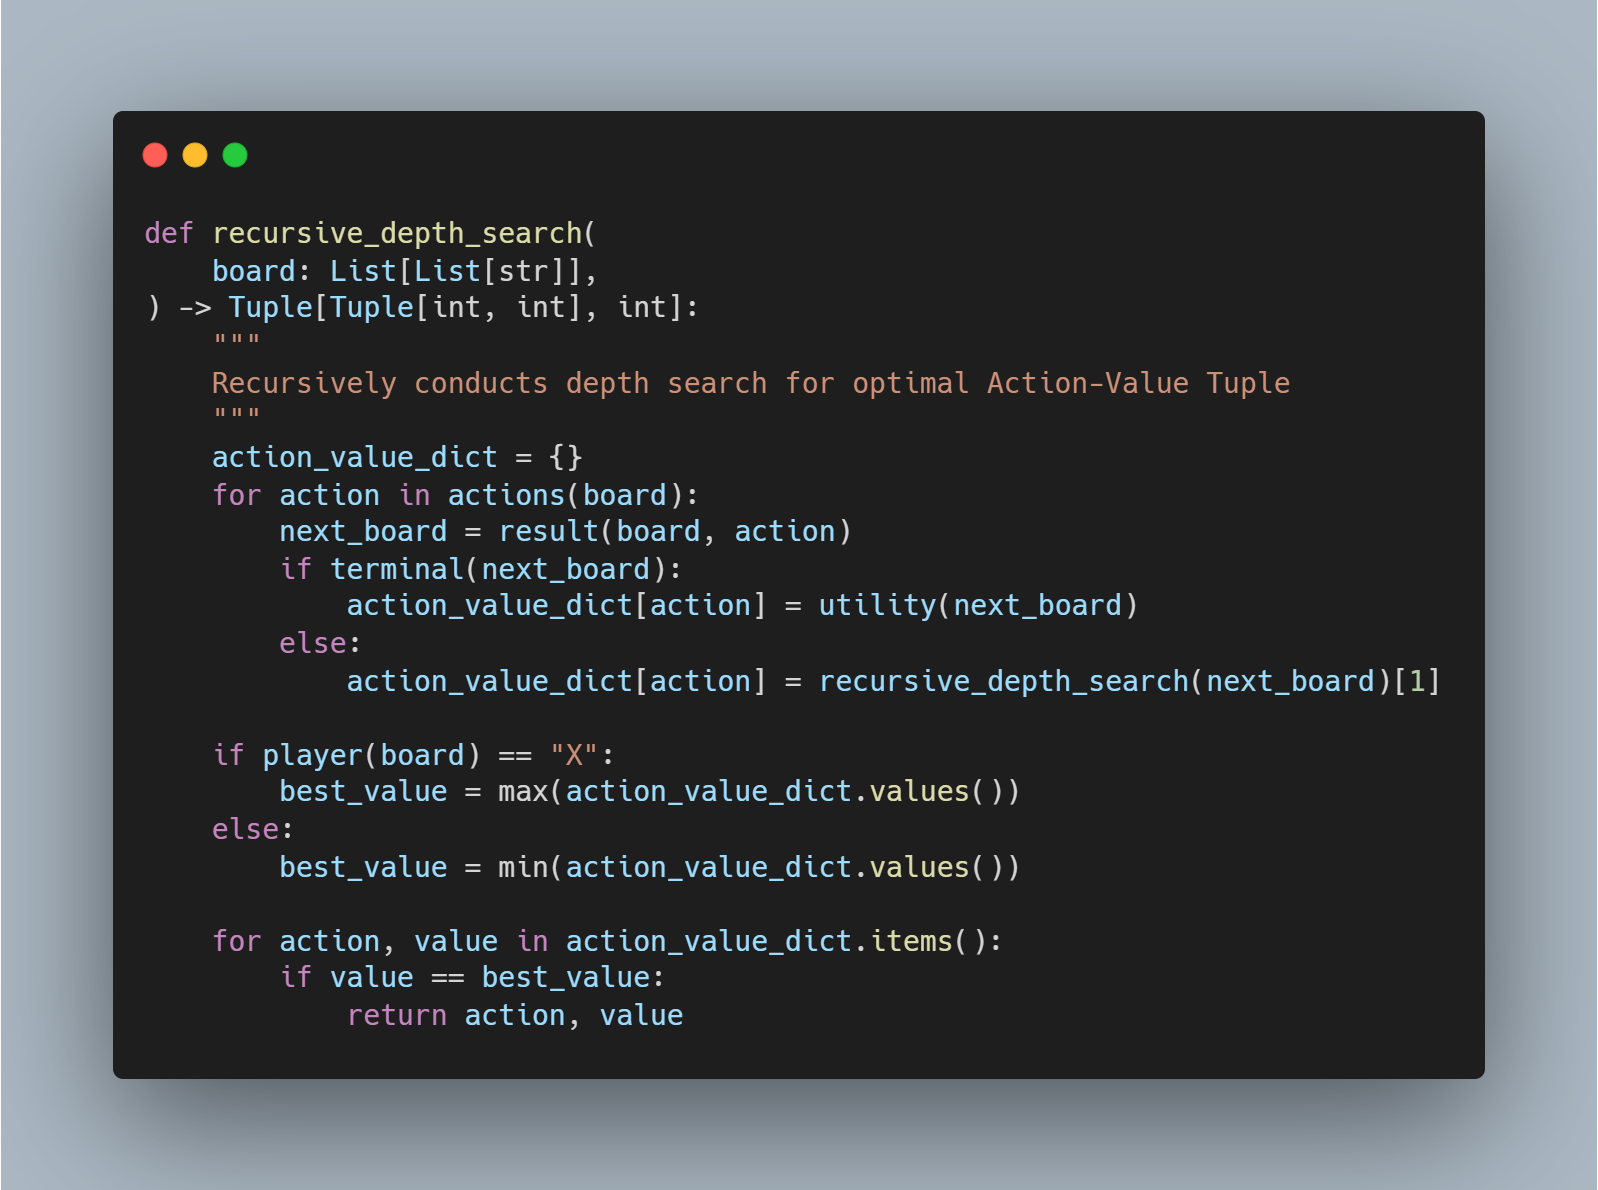 def recursive_depth_search(
    board: List[List[str]],
) -> Tuple[Tuple[int, int], int]:
    """
    Recursively conducts depth search for optimal Action-Value Tuple
    """
    action_value_dict = {}
    for action in actions(board):
        next_board = result(board, action)
        if terminal(next_board):
            action_value_dict[action] = utility(next_board)
        else:
            action_value_dict[action] = recursive_depth_search(next_board)[1]

    if player(board) == "X":
        best_value = max(action_value_dict.values())
    else:
        best_value = min(action_value_dict.values())

    for action, value in action_value_dict.items():
        if value == best_value:
            return action, value